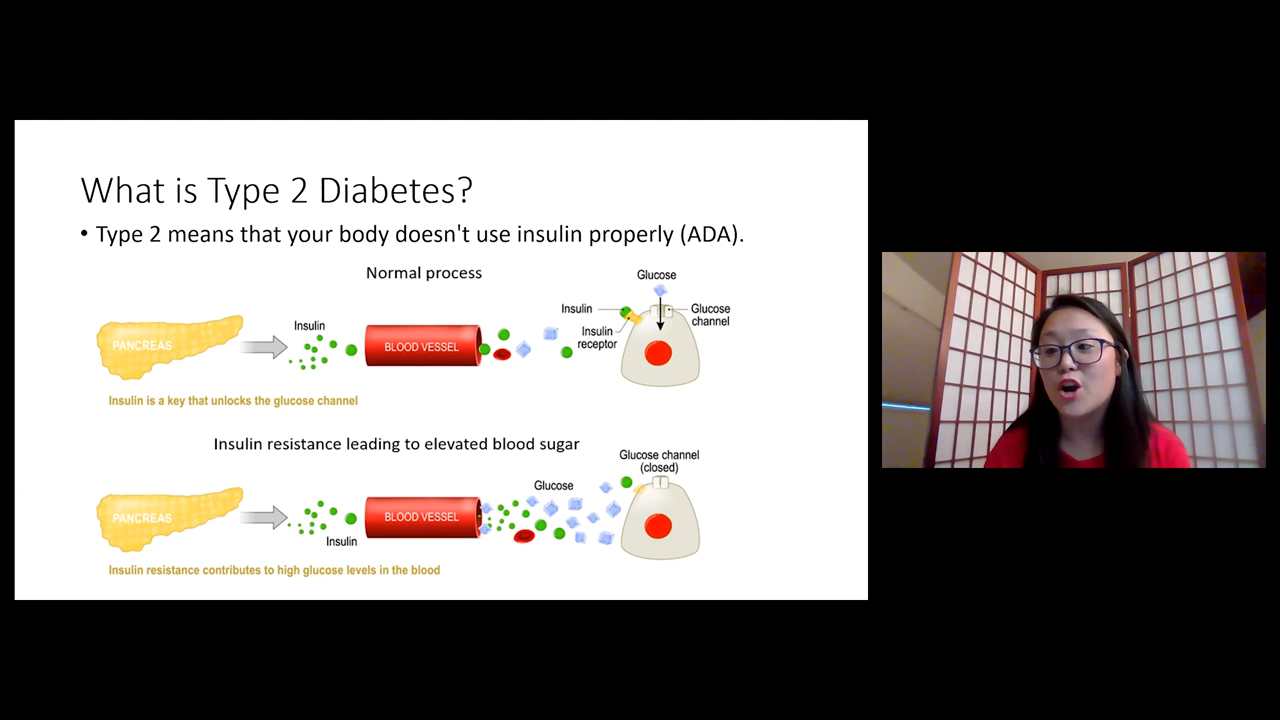 What is Type 2 Diabetes?
• Type 2 means that your body doesn't use insulin properly (ADA).
Normal process
Glucose
Insulin
Glucose
channel
Insulin
receptor
Insulin
PANCREAS
BLOOD VESSEL
Insulin is a key that unlocks the glucose channel
Insulin resistance leading to elevated blood sugar
Glucose channel
(closed)
Glucose
PANCREAS
BLOOD VESSEL
Insulin
Insulin resistance contributes to high glucose levels in the blood